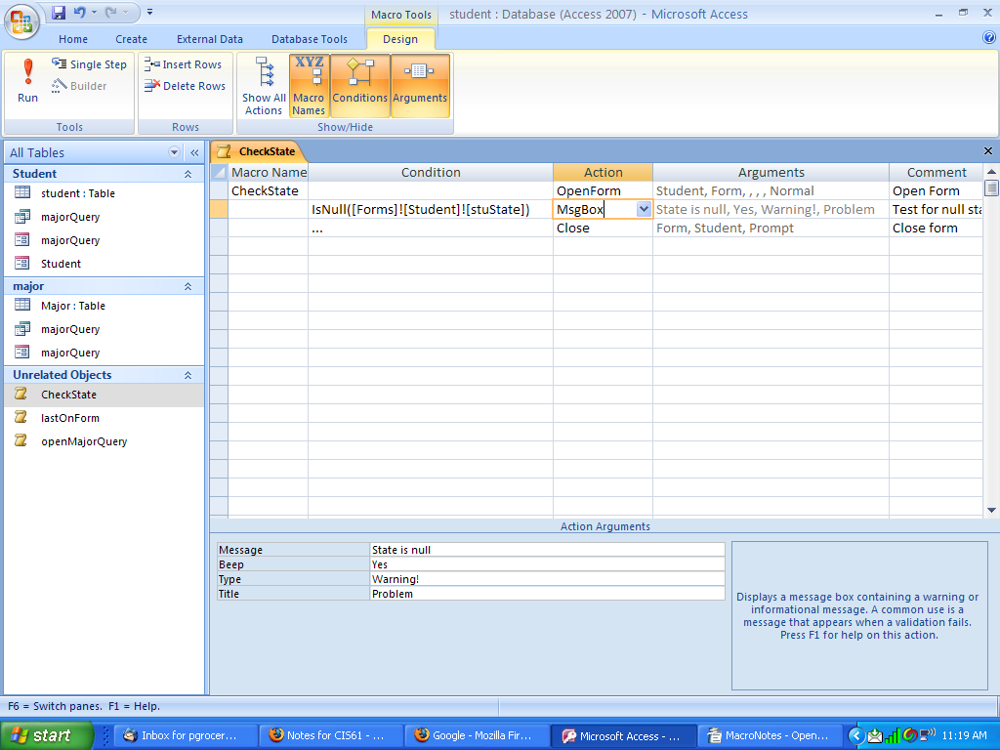 Macro Tools student : Database (Access 2007) - Microsoft Access
Home Create External Data Database Tools Design
Run
Single Step
Builder
Tools
Insert Rows
Delete Rows
Rows
Show All Actions
XYZ Macro Names
Conditions
Arguments
Show/Hide
All Tables
Student
student : Table
majorQuery
majorQuery
Student
major
Major : Table
majorQuery
majorQuery
Unrelated Objects
CheckState
lastOnForm
openMajorQuery
CheckState
Macro Name Condition Action Arguments Comment
CheckState OpenForm Student, Form, , , , Normal Open Form
IsNull([Forms]![Student]![stuState]) MsgBox State is null, Yes, Warning!, Problem Test for null sta
... Close Form, Student, Prompt Close form
Action Arguments
Message State is null
Beep Yes
Type Warning!
Title Problem
Displays a message box containing a warning or
informational message. A common use is a
message that appears when a validation fails.
Press F1 for help on this action.
F6 = Switch panes. F1 = Help.
start Inbox for pgrocer... Notes for CIS61 - ... Google - Mozilla Fir... Microsoft Access - ... MacroNotes - Open... 11:19 AM